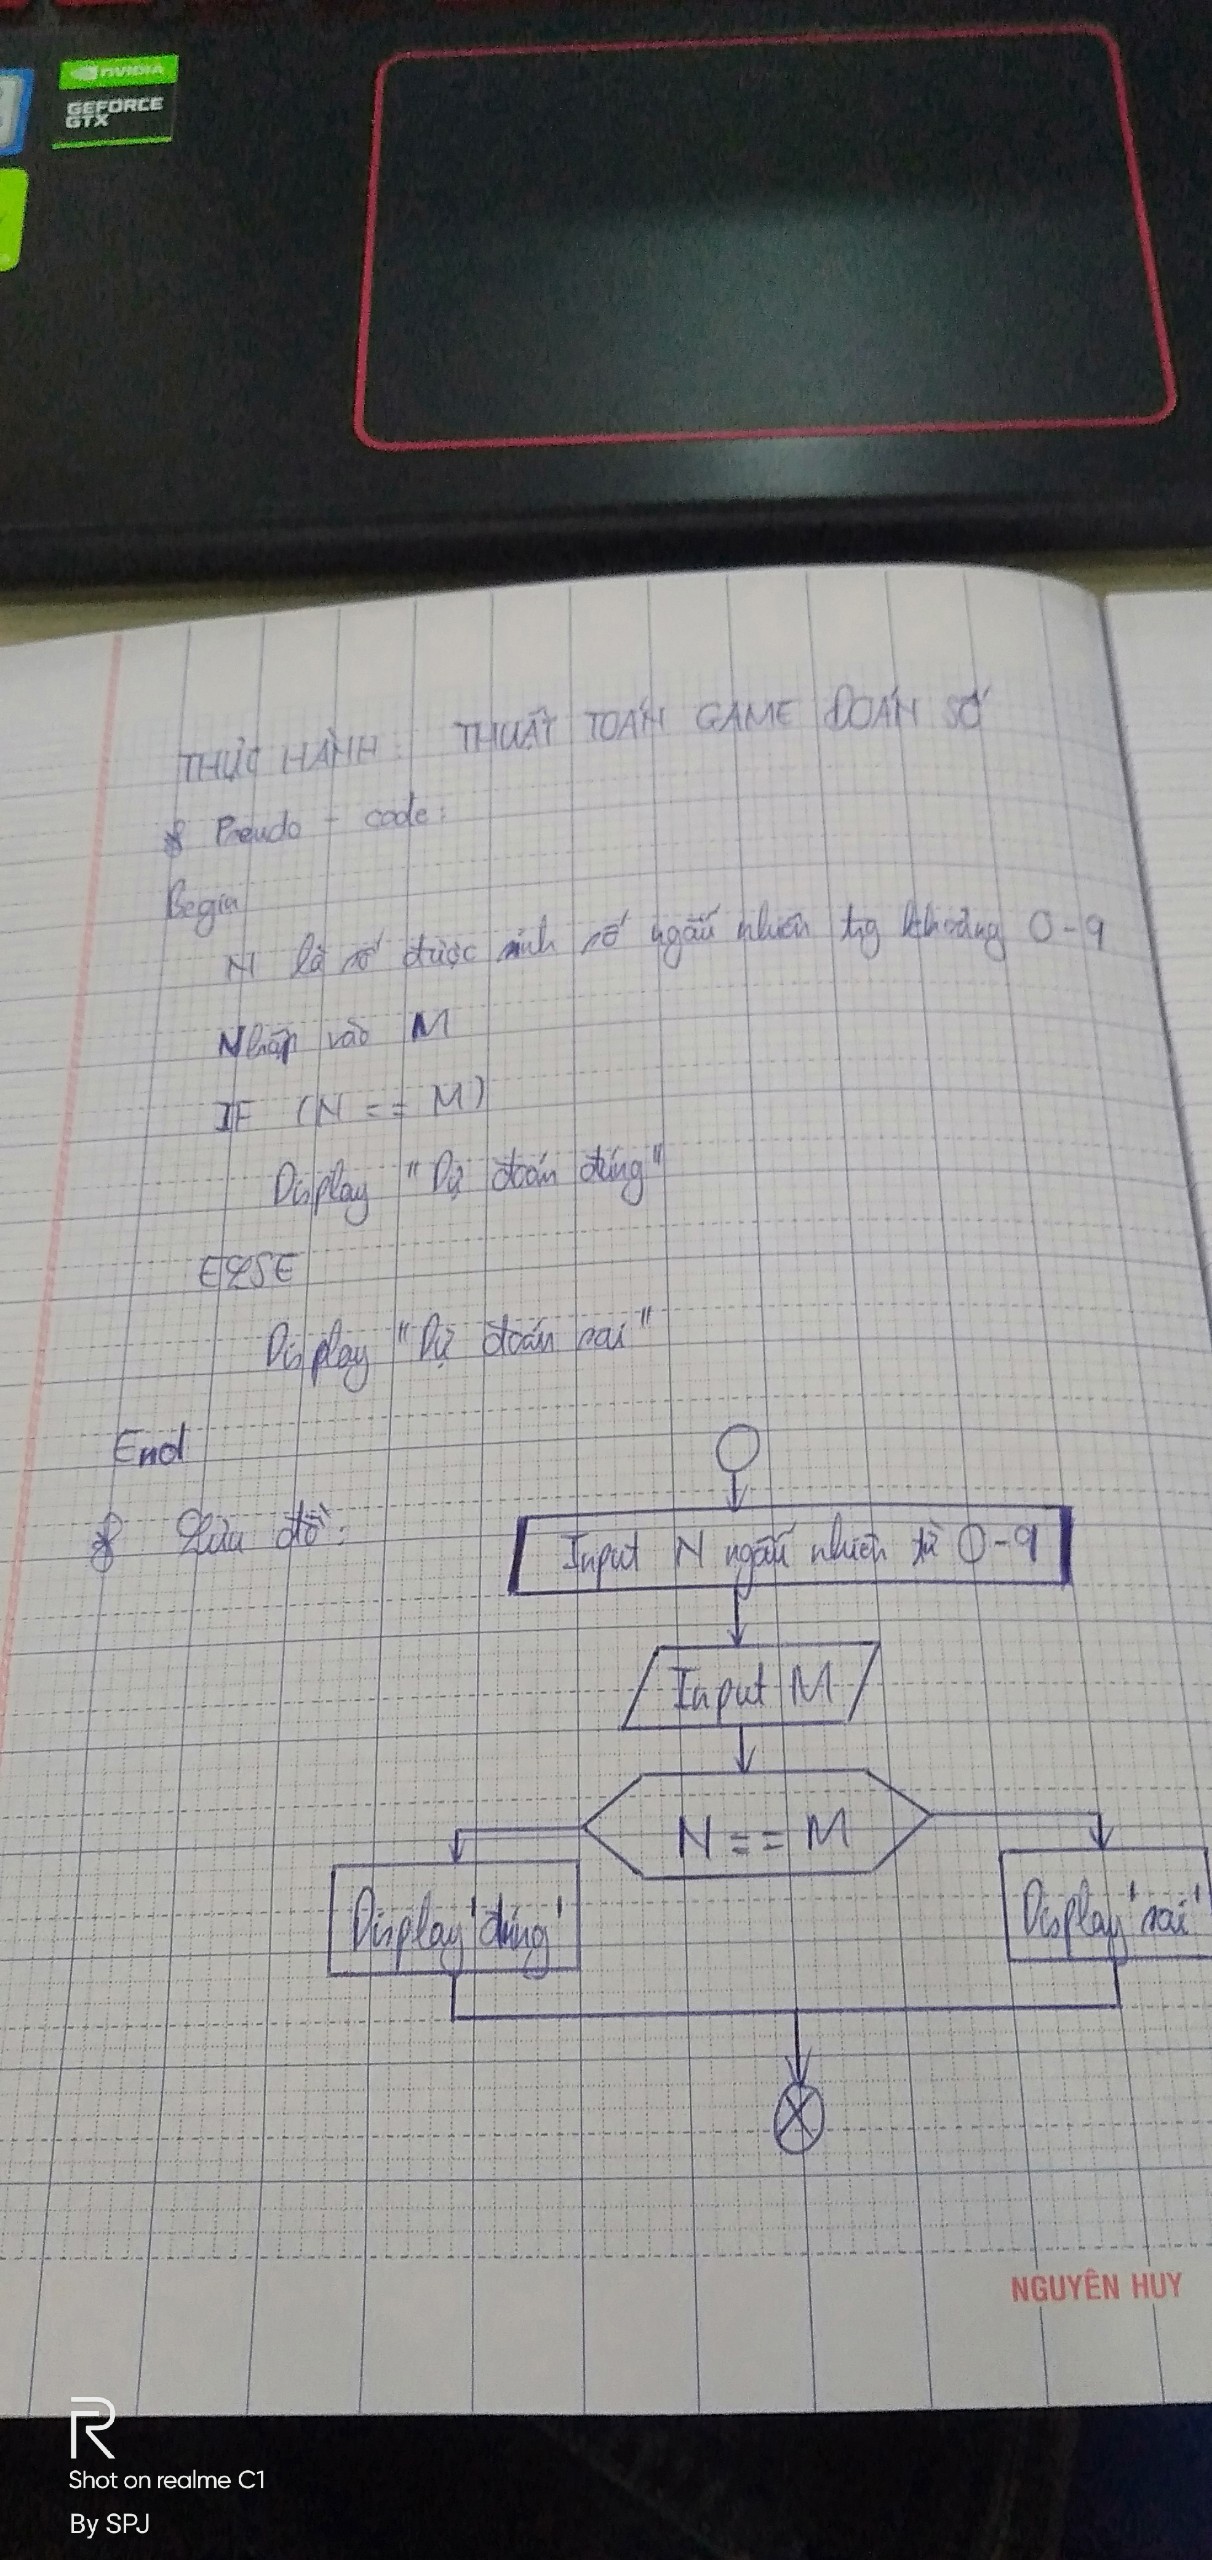 NVIDIA
GEFORCE
GTX
THỰC HÀNH: THUẬT TOÁN GAME ĐOÁN SỐ
* Pseudo - code:
Begin
N là số được sinh số ngẫu nhiên tg khoảng 0-9
Nhập vào M
IF (N == M)
Display "Dự đoán đúng"
ELSE
Display "Dự đoán sai"
End
* Lưu đồ:
Input N ngẫu nhiên từ 0-9
Input M
N == M
Display 'đúng'
Display 'sai'
NGUYÊN HUY
R
Shot on realme C1
By SPJ